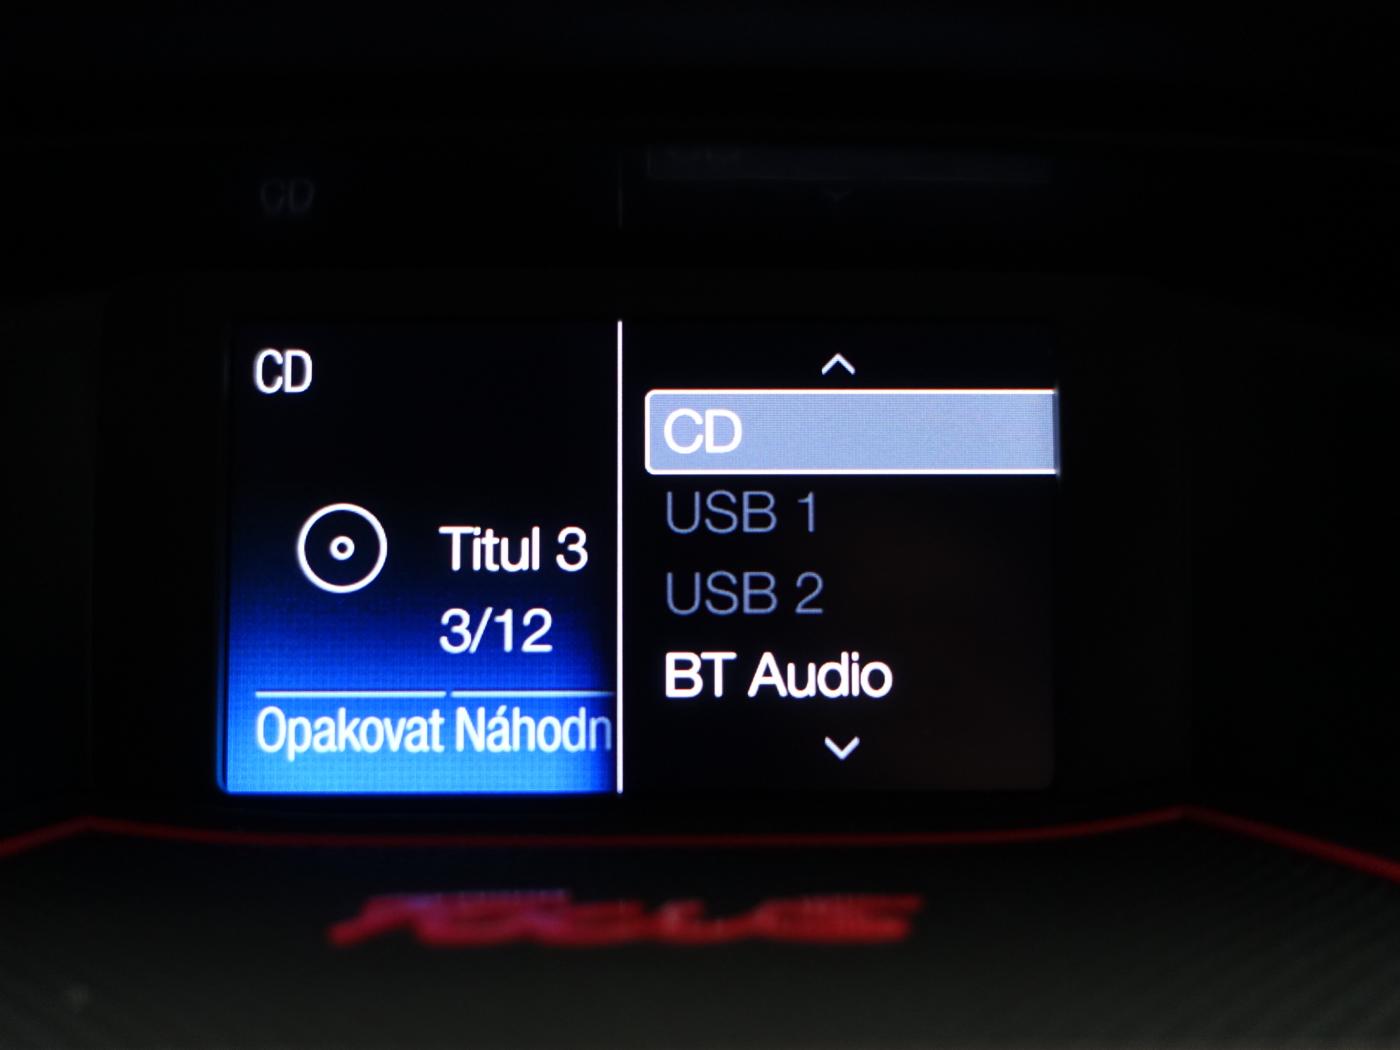 CD
Titul 3
3/12
Opakovat Náhodn
CD
USB 1
USB 2
BT Audio